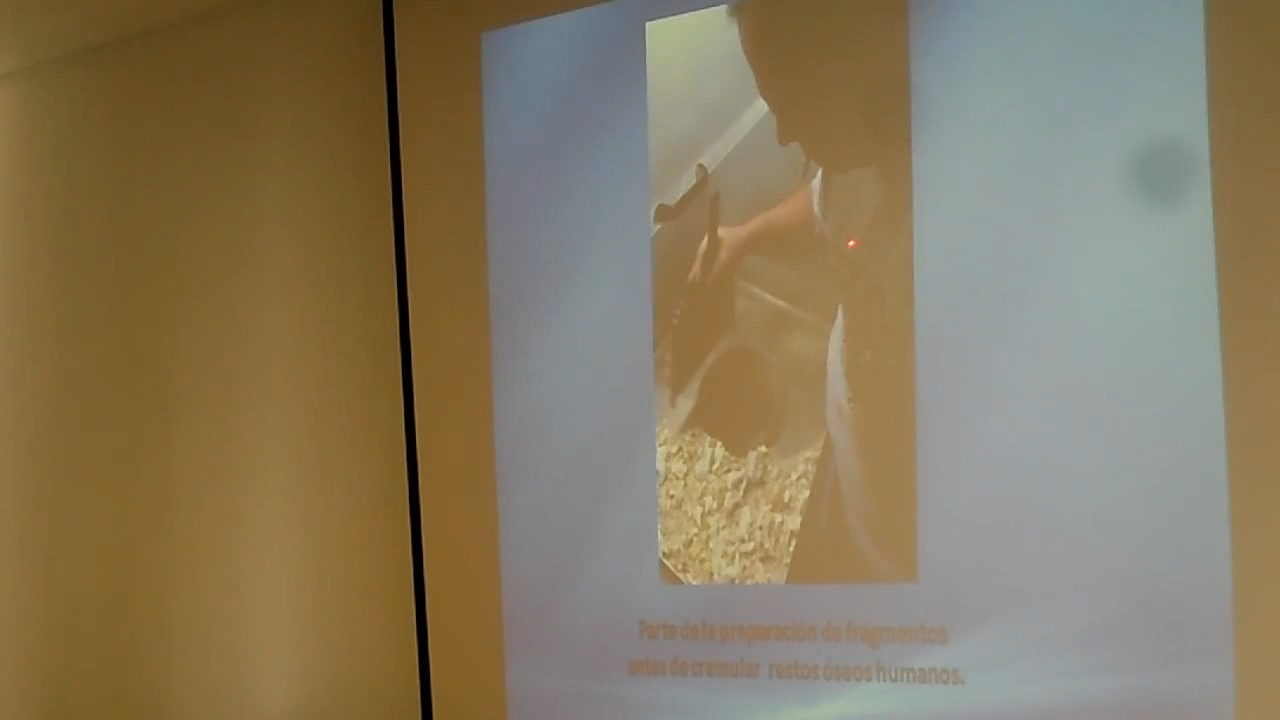 Parte de la preparación de fragmentos
antes de cremular restos óseos humanos.